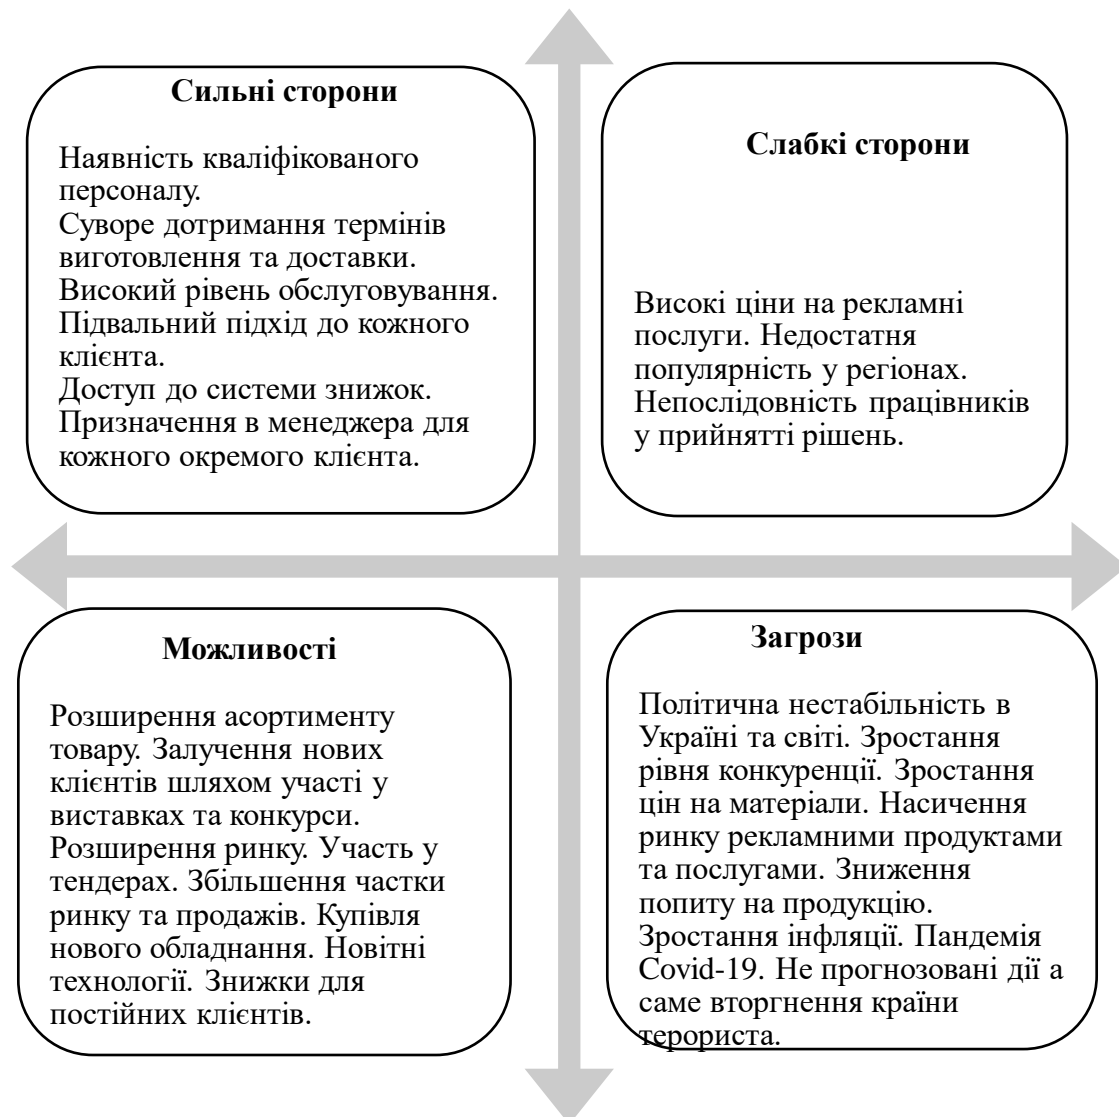 Сильні сторони
Наявність кваліфікованого
персоналу.
Суворе дотримання термінів
виготовлення та доставки.
Високий рівень обслуговування.
Підвальний підхід до кожного
клієнта.
Доступ до системи знижок.
Призначення в менеджера для
кожного окремого клієнта.
Слабкі сторони
Високі ціни на рекламні
послуги. Недостатня
популярність у регіонах.
Непослідовність працівників
у прийнятті рішень.
Можливості
Розширення асортименту
товару. Залучення нових
клієнтів шляхом участі у
виставках та конкурси.
Розширення ринку. Участь у
тендерах. Збільшення частки
ринку та продажів. Купівля
нового обладнання. Новітні
технології. Знижки для
постійних клієнтів.
Загрози
Політична нестабільність в
Україні та світі. Зростання
рівня конкуренції. Зростання
цін на матеріали. Насичення
ринку рекламними продуктами
та послугами. Зниження
попиту на продукцію.
Зростання інфляції. Пандемія
Covid-19. Не прогнозовані дії а
саме вторгнення країни
терориста.